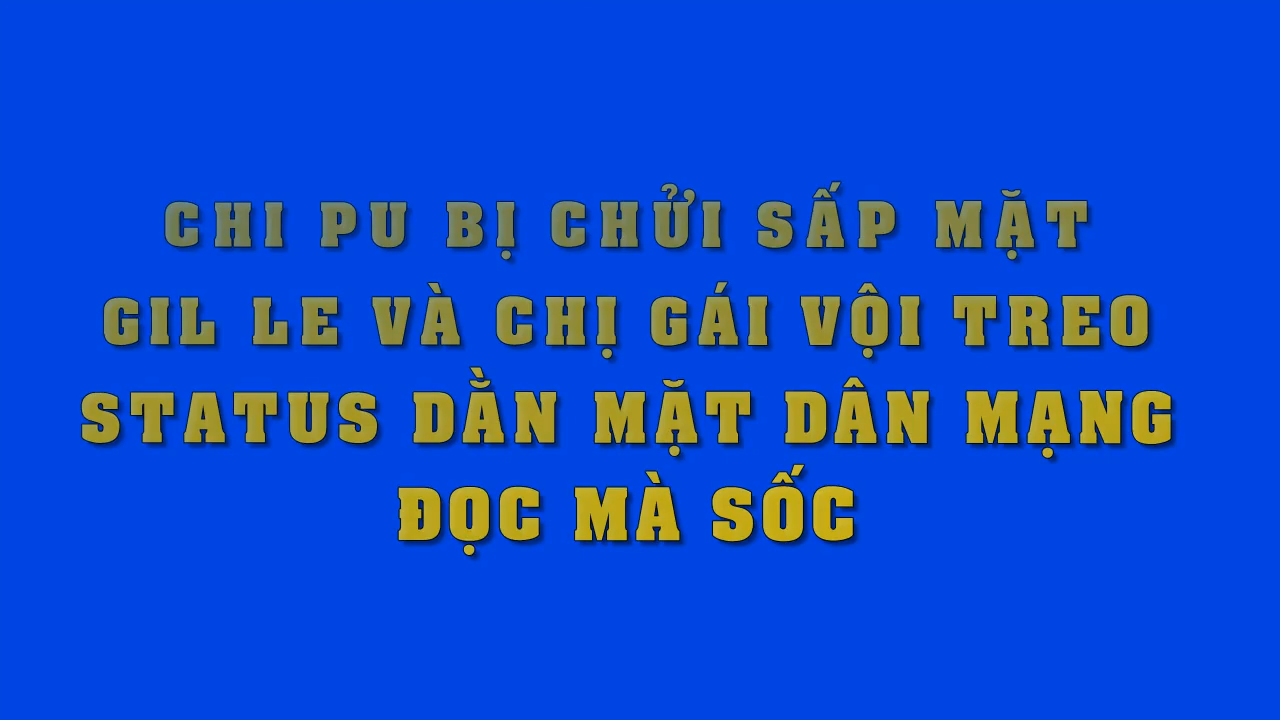 CHI PU BỊ CHỬI SẤP MẶT
GIL LE VÀ CHỊ GÁI VỘI TREO
STATUS DẰN MẶT DÂN MẠNG
ĐỌC MÀ SỐC